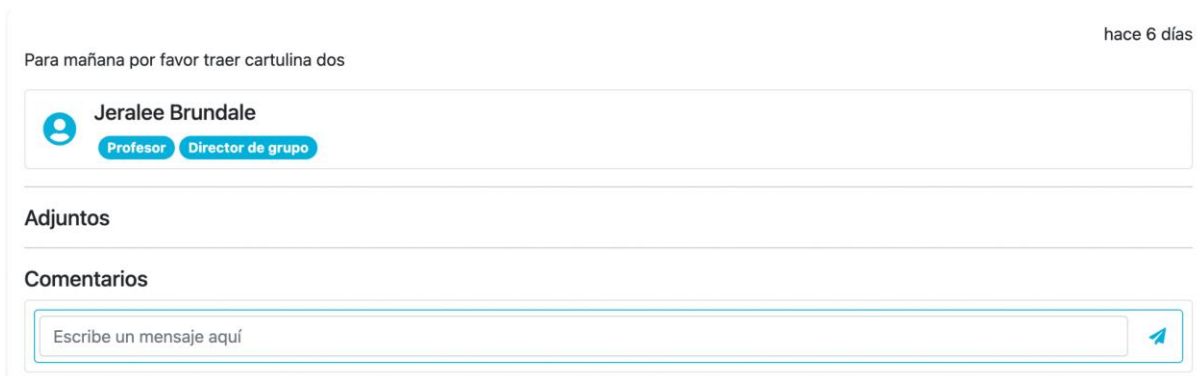 hace 6 días
Para mañana por favor traer cartulina dos
Jeralee Brundale
Profesor Director de grupo
Adjuntos
Comentarios
Escribe un mensaje aquí